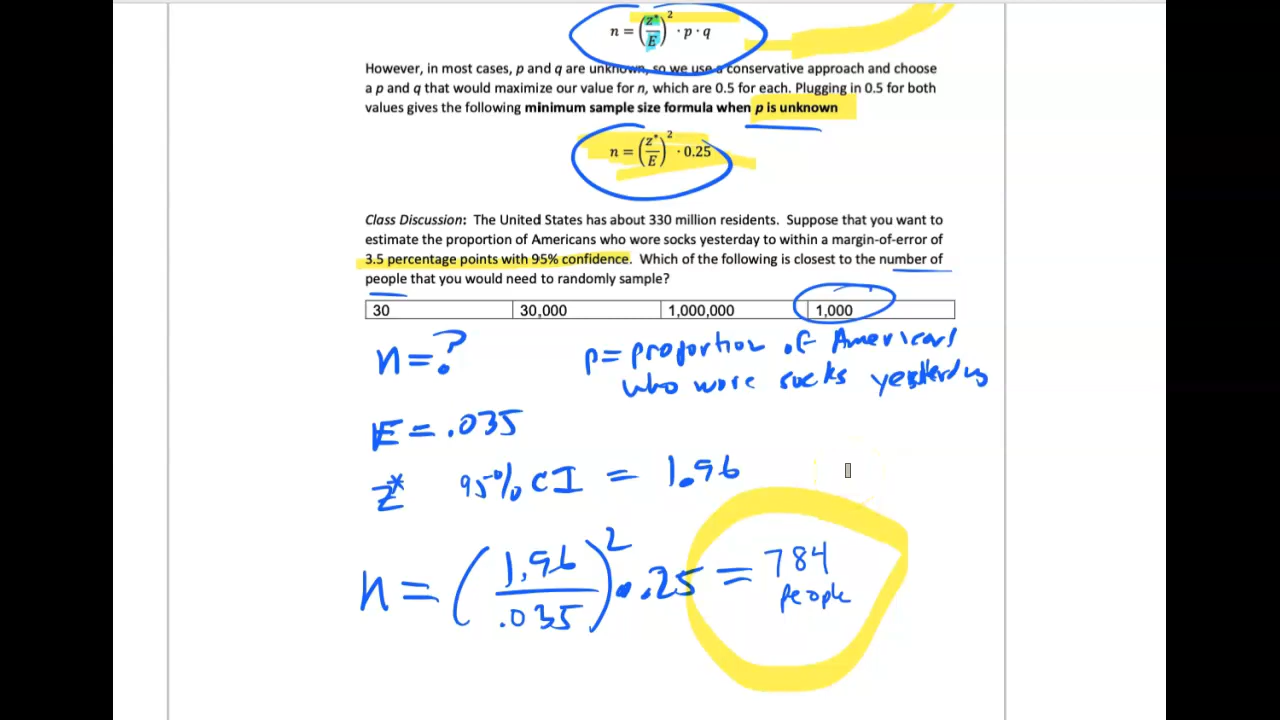 n = (z*/E)² · p · q
However, in most cases, p and q are unknown, so we use a conservative approach and choose
a p and q that would maximize our value for n, which are 0.5 for each. Plugging in 0.5 for both
values gives the following minimum sample size formula when p is unknown
n = (z*/E)² · 0.25
Class Discussion: The United States has about 330 million residents. Suppose that you want to
estimate the proportion of Americans who wore socks yesterday to within a margin-of-error of
3.5 percentage points with 95% confidence. Which of the following is closest to the number of
people that you would need to randomly sample?
30 30,000 1,000,000 1,000
n = ? p = proportion of Americans
who wore socks yesterday
E = .035
z* 95% CI = 1.96
n = (1.96/.035)² · .25 = 784
people